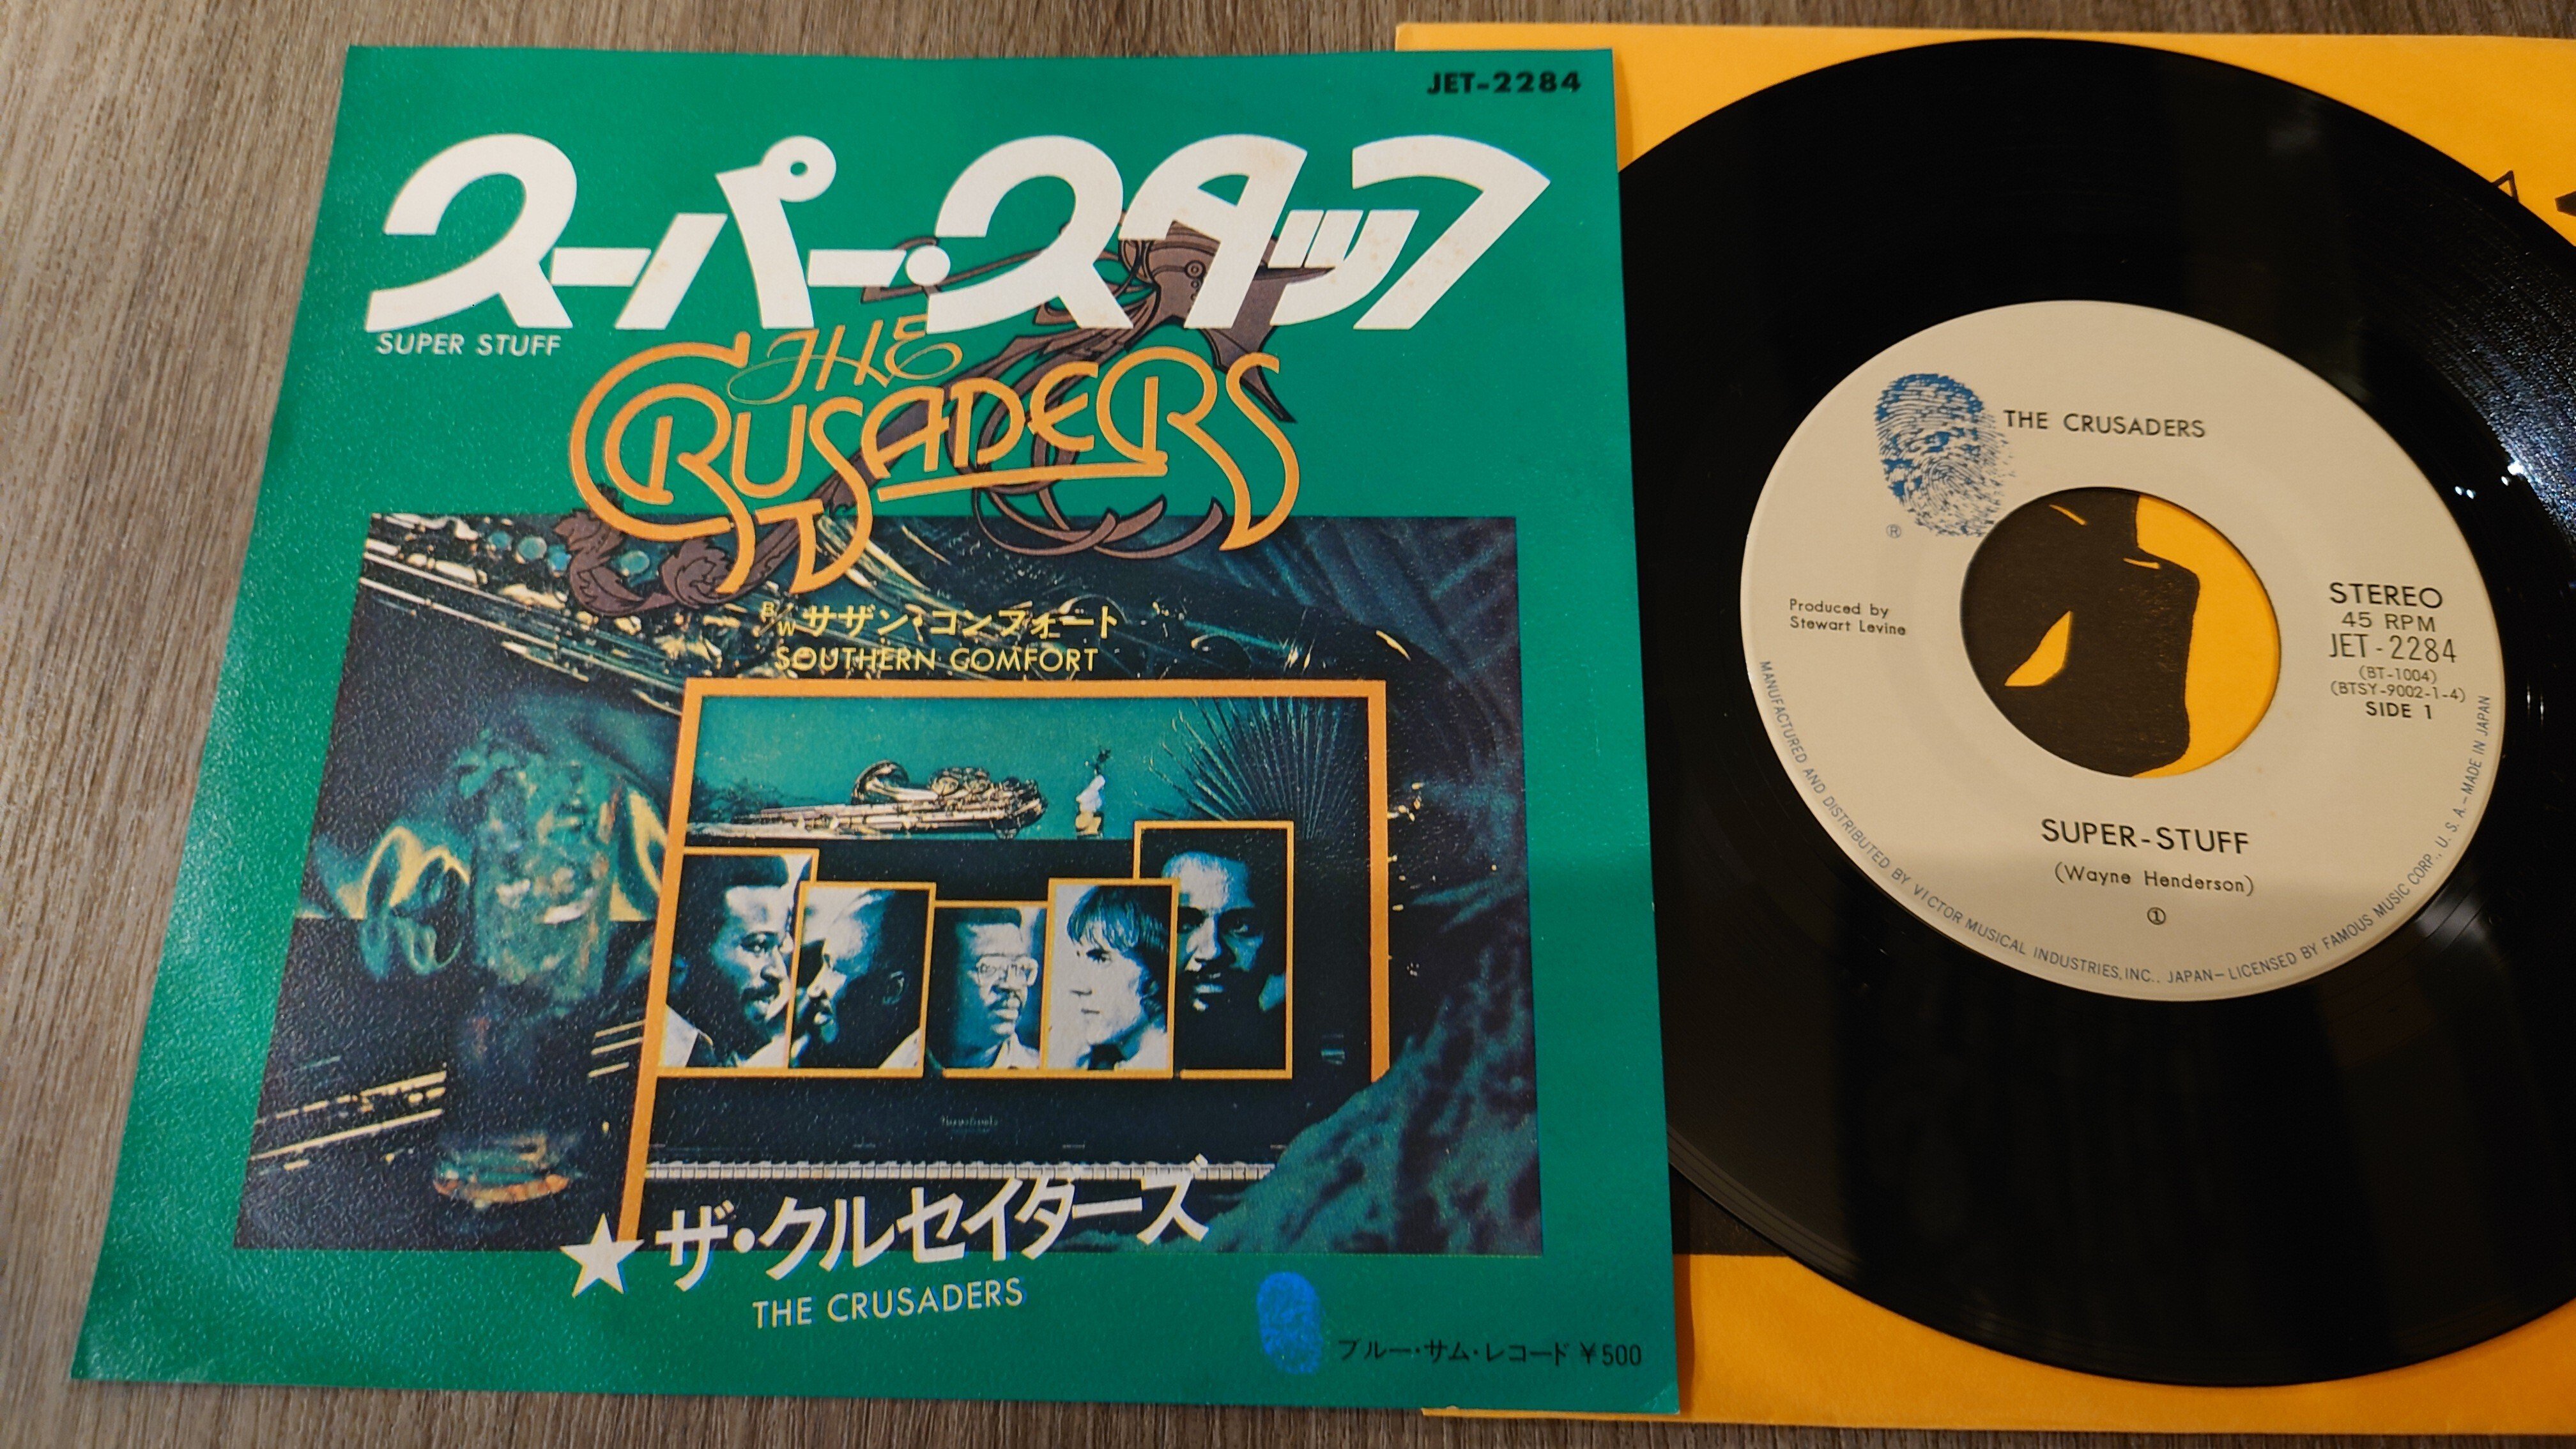 JET-2284
スーパー・スタッフ
SUPER STUFF
THE
CRUSADERS
B/W サザン・コンフォート
SOUTHERN COMFORT
★ザ・クルセイダーズ
THE CRUSADERS
ブルー・サム・レコード ¥500
THE CRUSADERS
®
Produced by
Stewart Levine
STEREO
45 RPM
JET-2284
(BT-1004)
(BTSY-9002-1-4)
SIDE 1
SUPER-STUFF
(Wayne Henderson)
①
MANUFACTURED AND DISTRIBUTED BY VICTOR MUSICAL INDUSTRIES, INC., JAPAN—LICENSED BY FAMOUS MUSIC CORP., U. S. A.—MADE IN JAPAN